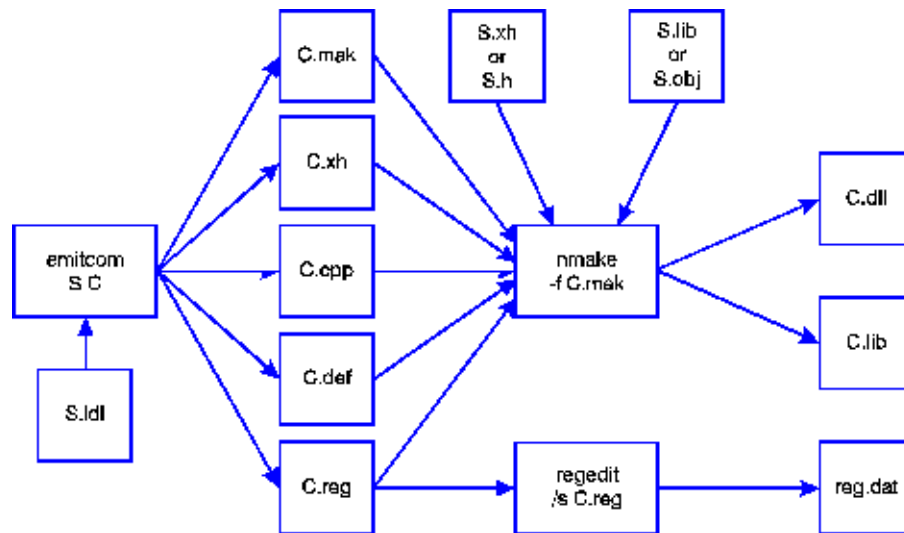 C.mak
S.xh
or
S.h
S.lib
or
S.obj
C.xh
C.dll
emitcom
S C
C.cpp
nmake
-f C.mak
C.lib
C.def
S.idl
C.reg
regedit
/s C.reg
reg.dat